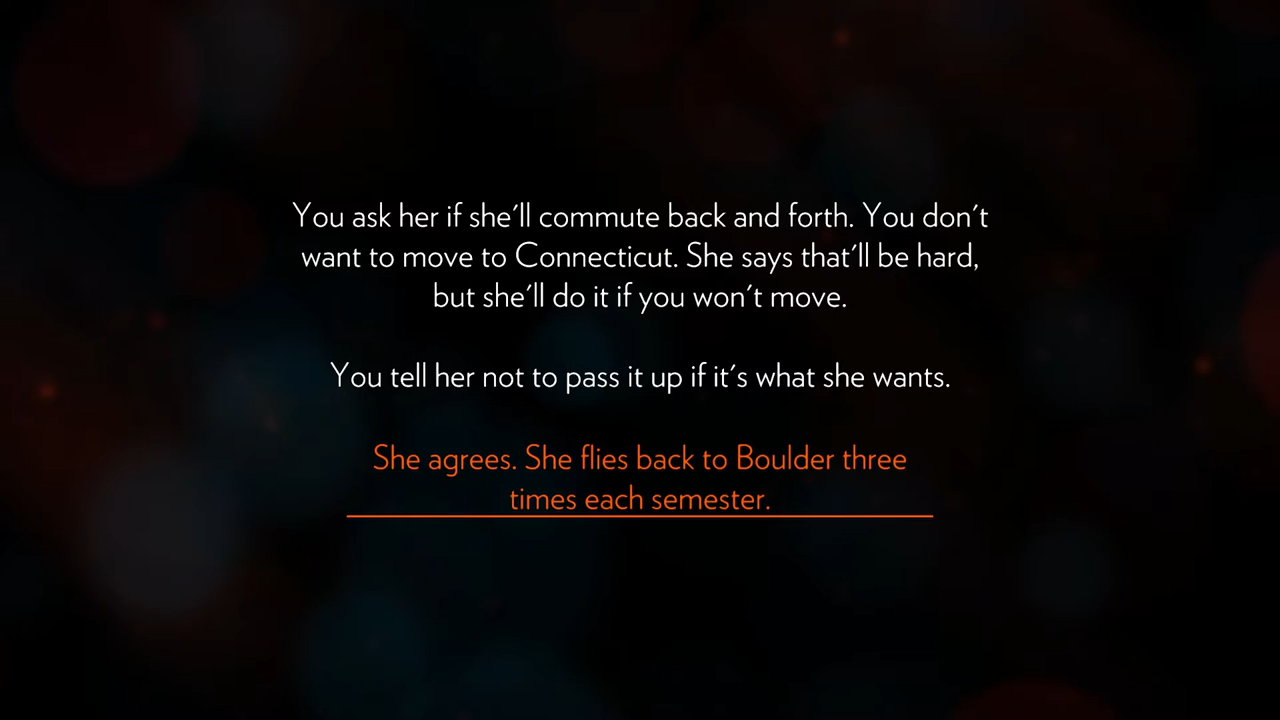 You ask her if she'll commute back and forth. You don't
want to move to Connecticut. She says that'll be hard,
but she'll do it if you won't move.
You tell her not to pass it up if it's what she wants.
She agrees. She flies back to Boulder three
times each semester.